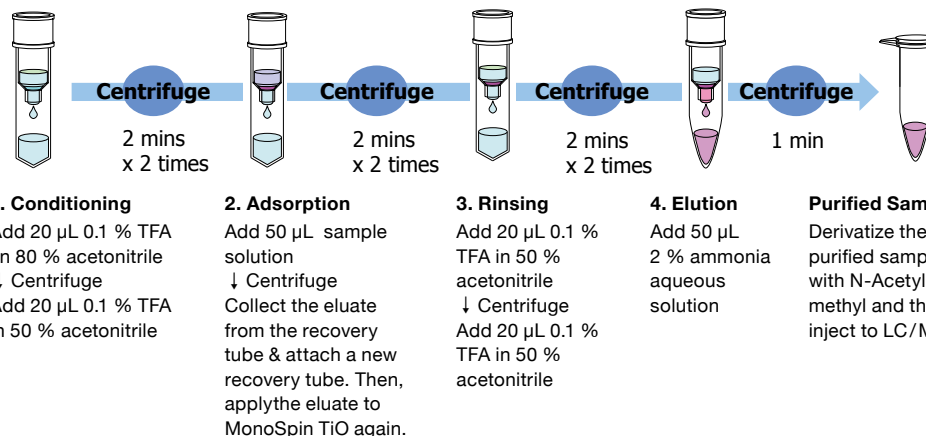 Centrifuge Centrifuge Centrifuge Centrifuge
2 mins 2 mins 2 mins 1 min
x 2 times x 2 times x 2 times
. Conditioning
Add 20 µL 0.1 % TFA
in 80 % acetonitrile
↓ Centrifuge
Add 20 µL 0.1 % TFA
in 50 % acetonitrile
2. Adsorption
Add 50 µL sample
solution
↓ Centrifuge
Collect the eluate
from the recovery
tube & attach a new
recovery tube. Then,
applythe eluate to
MonoSpin TiO again.
3. Rinsing
Add 20 µL 0.1 %
TFA in 50 %
acetonitrile
↓ Centrifuge
Add 20 µL 0.1 %
TFA in 50 %
acetonitrile
4. Elution
Add 50 µL
2 % ammonia
aqueous
solution
Purified Sam
Derivatize the
purified samp
with N-Acetyl
methyl and th
inject to LC/M